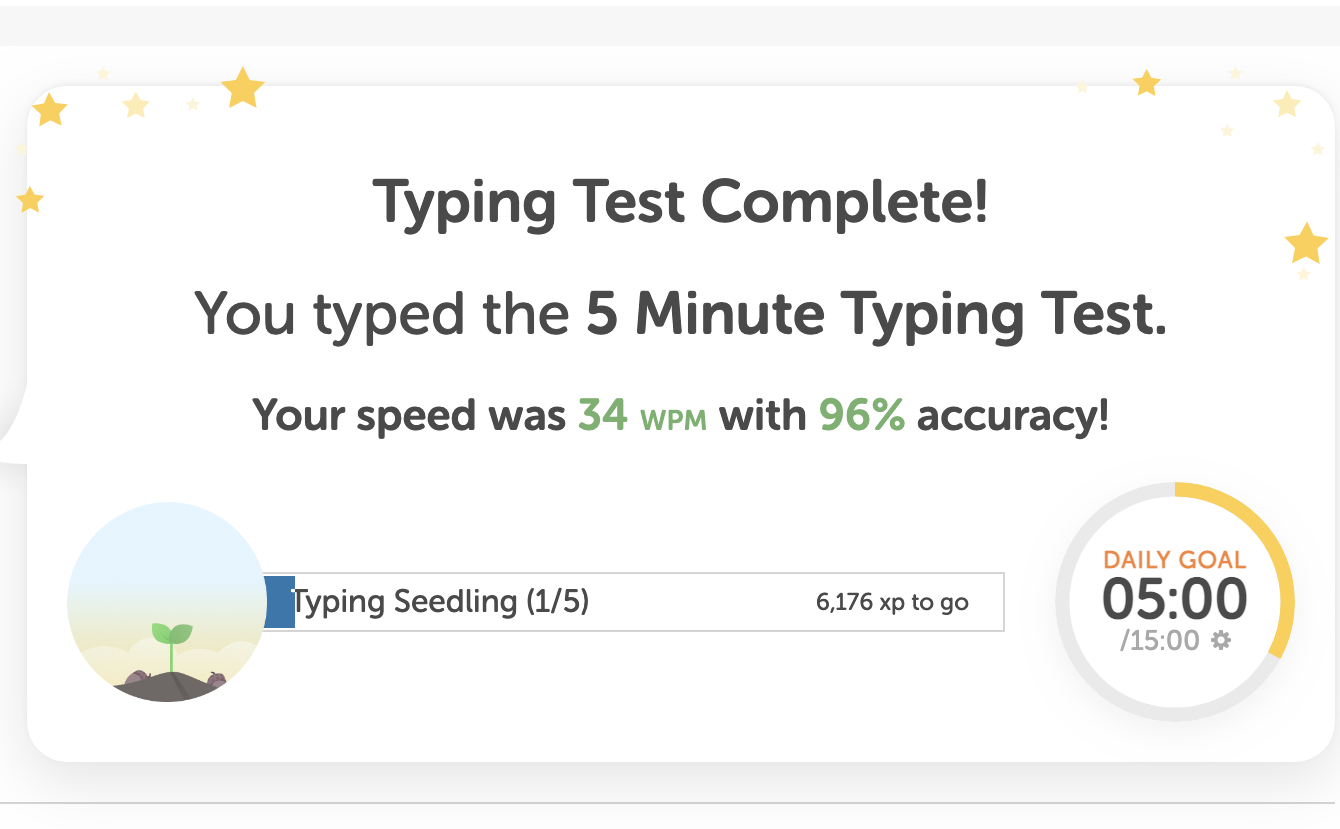 Typing Test Complete!
You typed the 5 Minute Typing Test.
Your speed was 34 WPM with 96% accuracy!
Typing Seedling (1/5)
6,176 xp to go
DAILY GOAL
05:00
/15:00